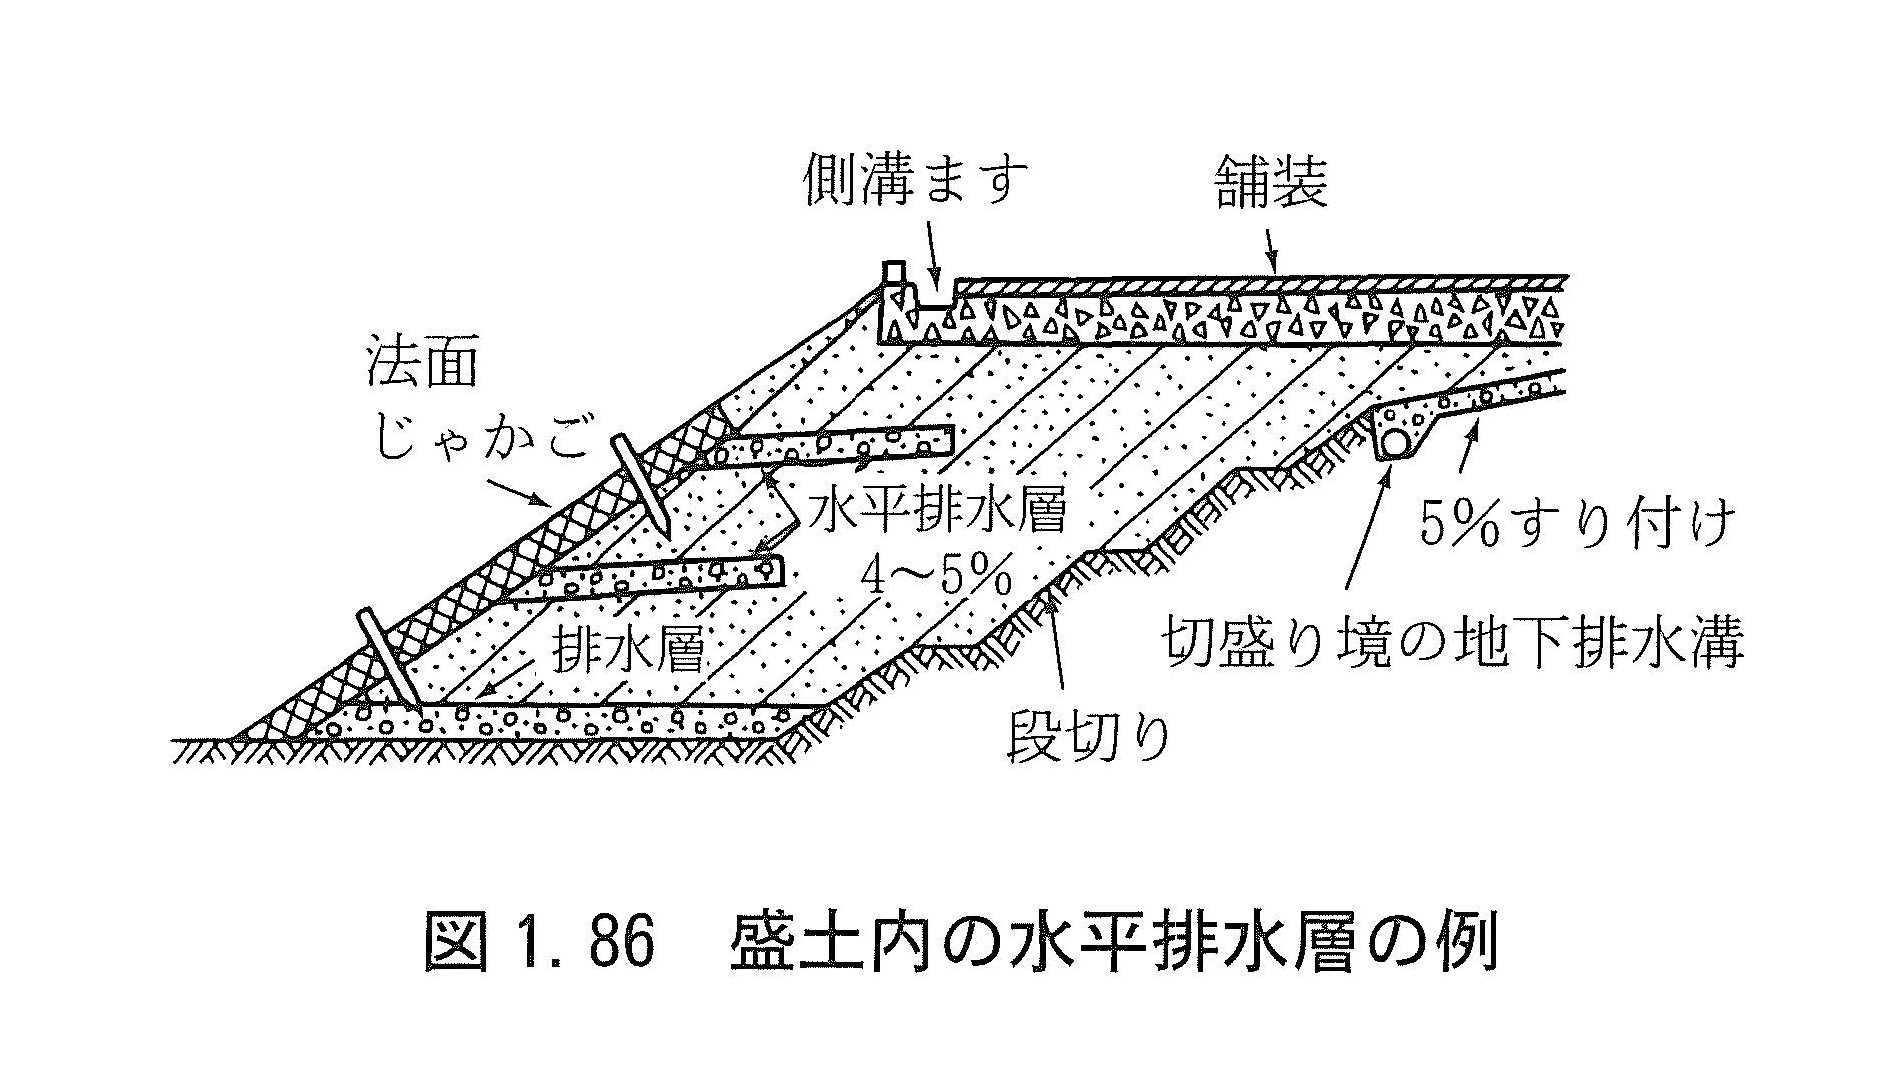 側溝ます
舗装
法面
じゃかご
水平排水層
4～5%
5%すり付け
排水層
切盛り境の地下排水溝
段切り
図 1. 86　盛土内の水平排水層の例